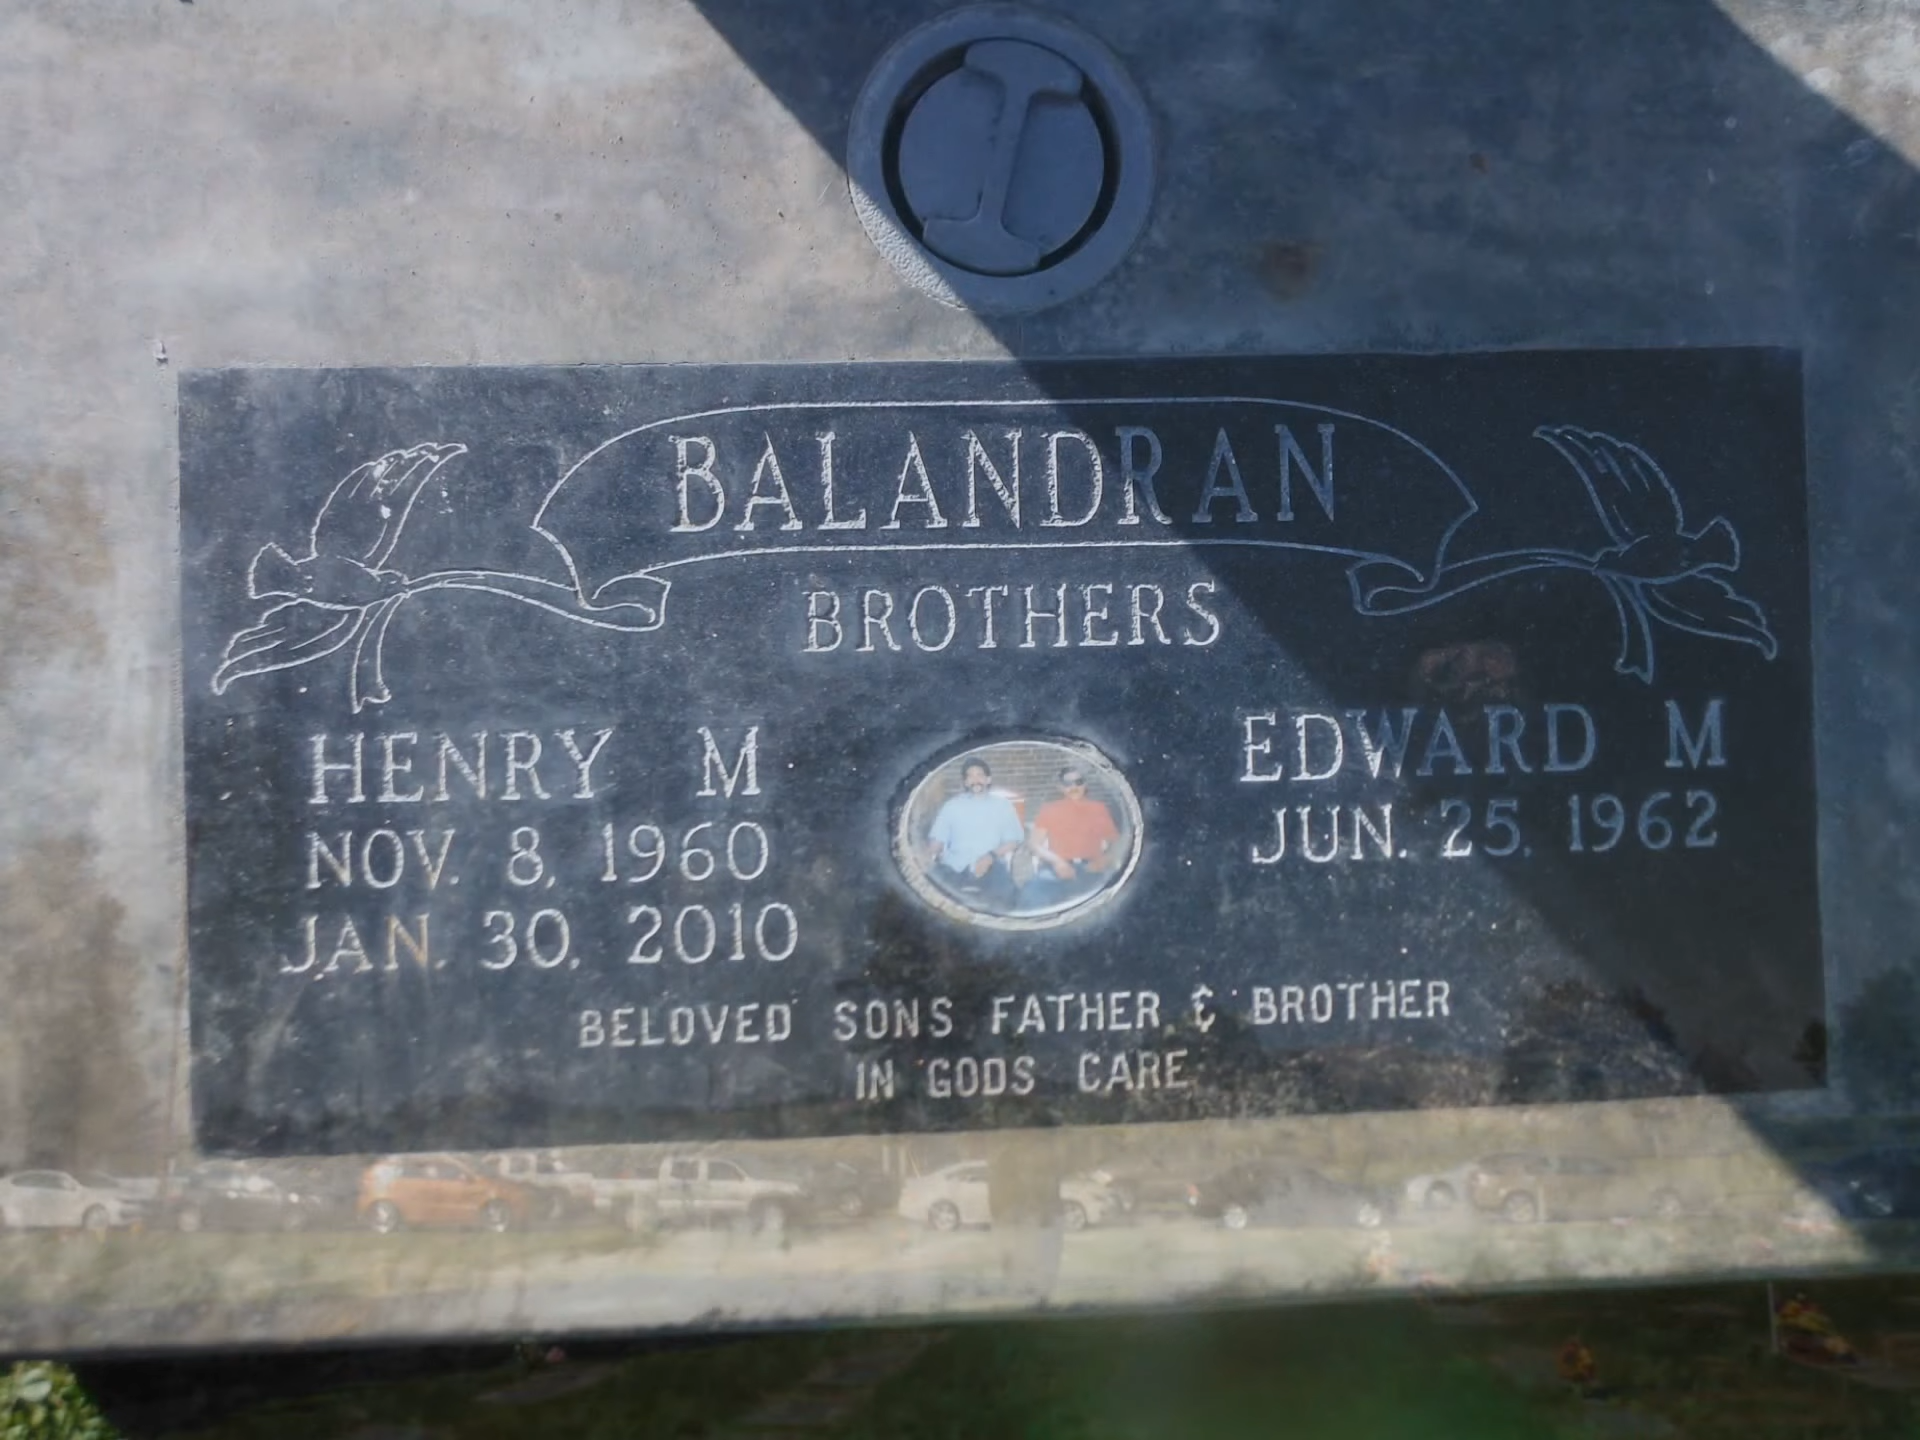 BALANDRAN
BROTHERS
HENRY M
NOV. 8, 1960
JAN. 30, 2010
EDWARD M
JUN. 25, 1962
BELOVED SONS FATHER & BROTHER
IN GODS CARE